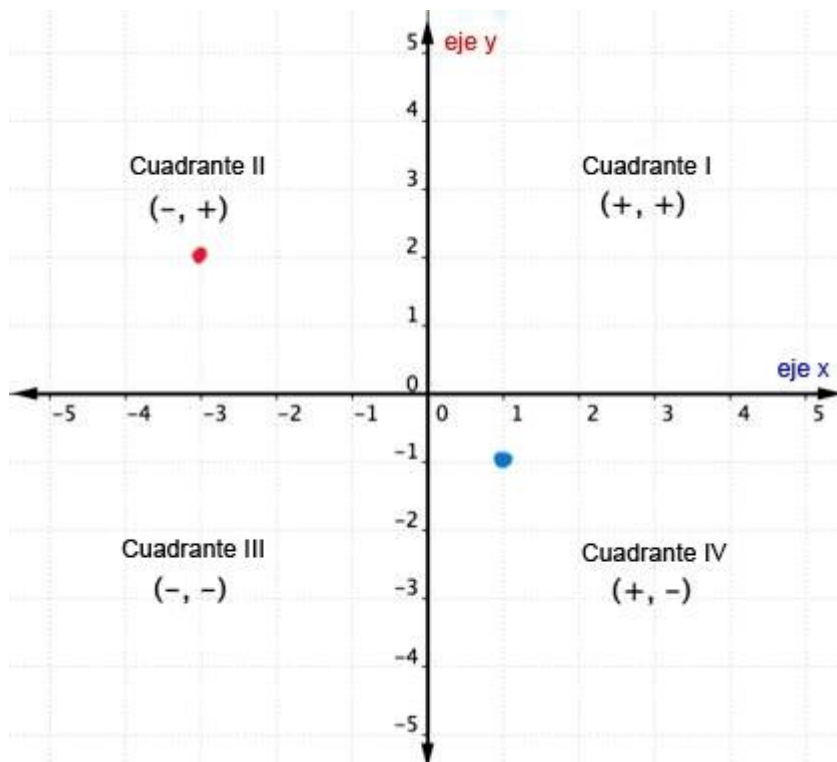 5 eje y
4
Cuadrante II Cuadrante I
3
(-, +) (+, +)
2
1
eje x
0
-5 -4 -3 -2 -1 0 1 2 3 4 5
-1
-2
Cuadrante III Cuadrante IV
(-, -) (+, -)
-3
-4
-5